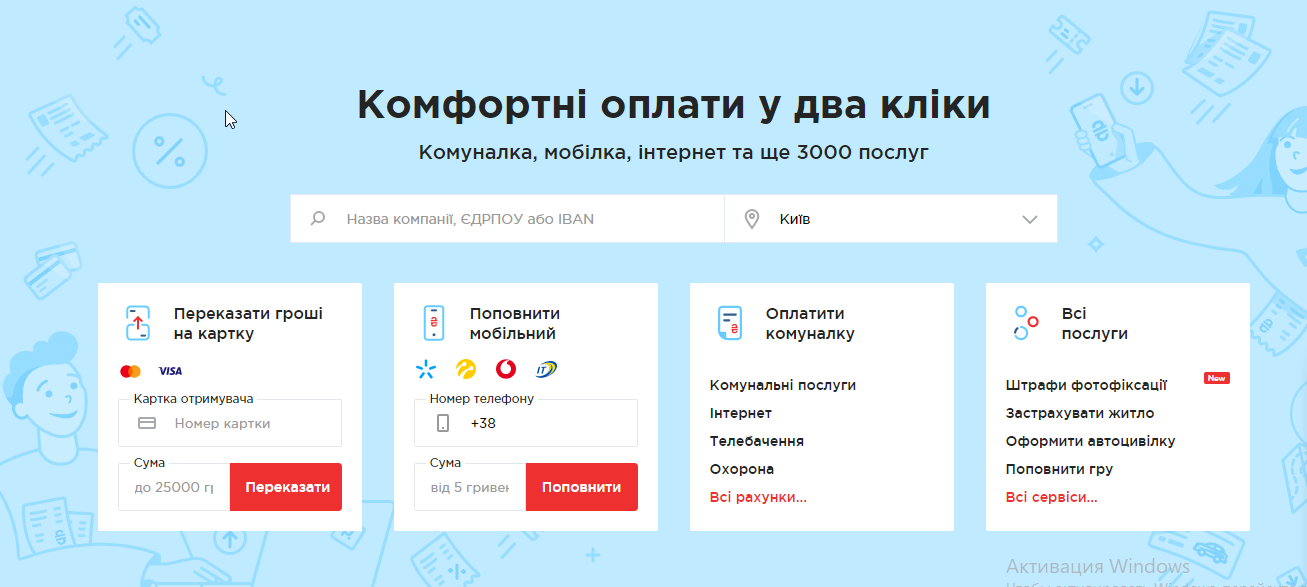 Комфортні оплати у два кліки
Комуналка, мобілка, інтернет та ще 3000 послуг
Назва компанії, ЄДРПОУ або IBAN
Київ
Переказати гроші
на картку
VISA
Картка отримувача
Номер картки
Сума
до 25000 г
Переказати
Поповнити
мобільний
IT
Номер телефону
+38
Сума
від 5 гривен
Поповнити
Оплатити
комуналку
Комунальні послуги
Інтернет
Телебачення
Охорона
Всі рахунки...
Всі
послуги
Штрафи фотофіксації
New
Застрахувати житло
Оформити автоцивілку
Поповнити гру
Всі сервіси...
Активация Windows